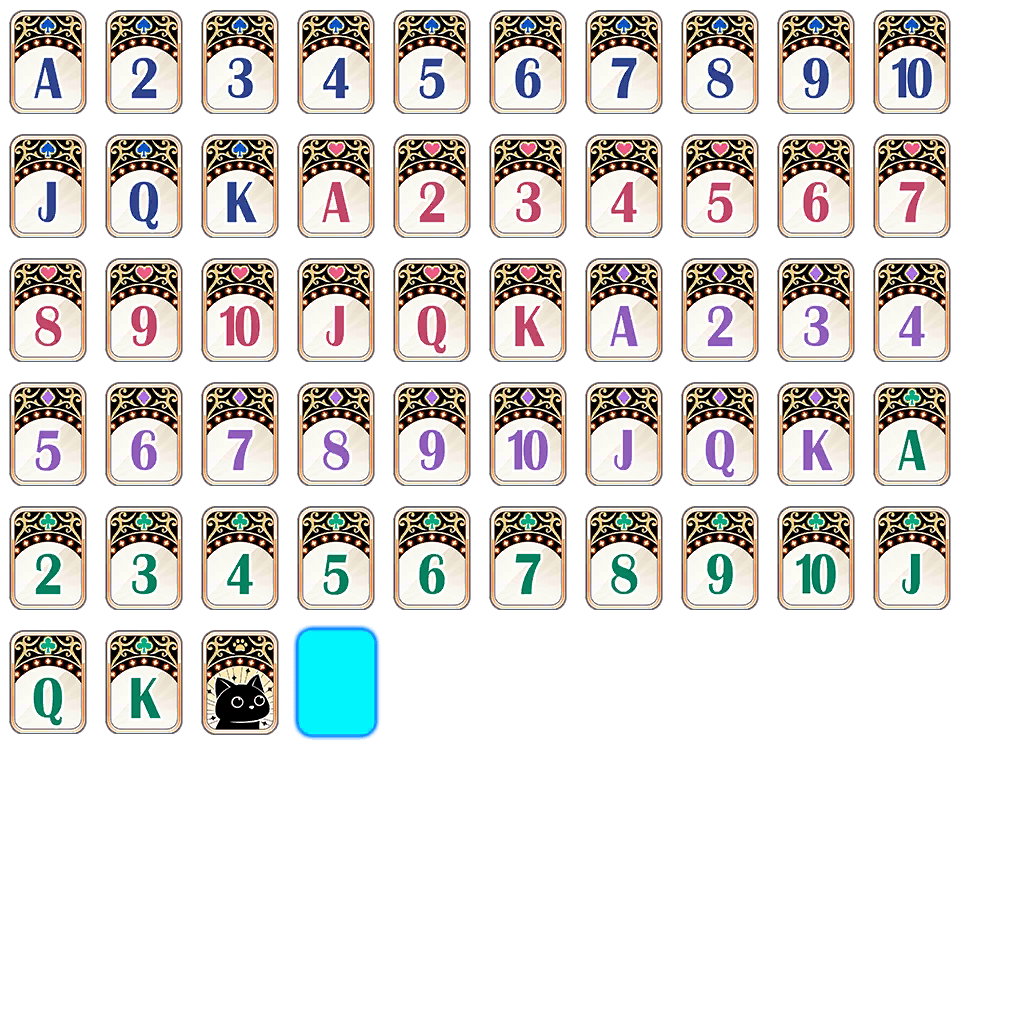 A 2 3 4 5 6 7 8 9 10
J Q K A 2 3 4 5 6 7
8 9 10 J Q K A 2 3 4
5 6 7 8 9 10 J Q K A
2 3 4 5 6 7 8 9 10 J
Q K